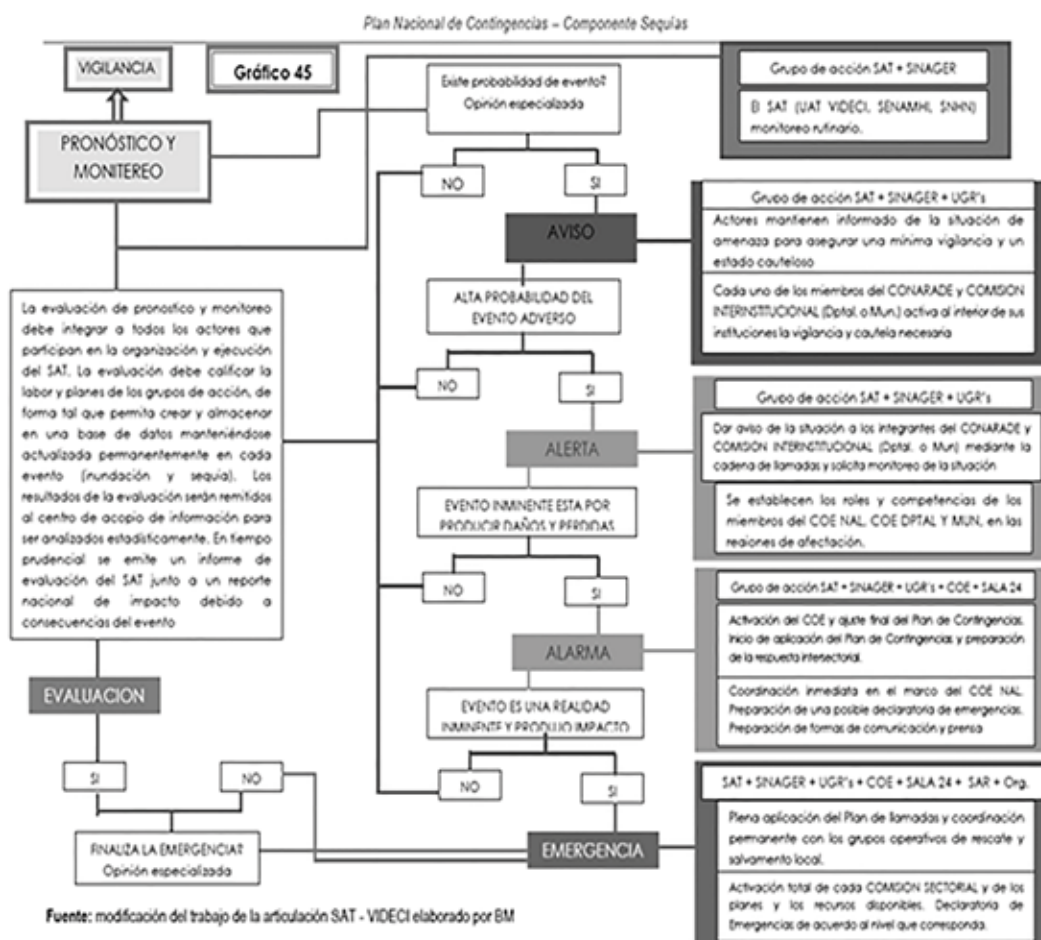 Plan Nacional de Contingencias – Componente Sequias
VIGILANCIA
Gráfico 45
PRONÓSTICO Y
MONITEREO
Existe probabilidad de evento?
Opinión especializada
NO
SI
Grupo de acción SAT + SINAGER
El SAT (UAT VIDECI, SENAMHI, SNHN)
monitoreo rutinario.
AVISO
Grupo de acción SAT + SINAGER + UGR's
Actores mantienen informado de la situación de
amenaza para asegurar una mínima vigilancia y un
estado cauteloso
Cada uno de los miembros del CONARADE y COMISION
INTERINSTITUCIONAL (Dptal. o Mun.) activa al interior de sus
instituciones la vigilancia y cautela necesaria
ALTA PROBABILIDAD DEL
EVENTO ADVERSO
NO
SI
La evaluación de pronostico y monitoreo
debe integrar a todos los actores que
participan en la organización y ejecución
del SAT. La evaluación debe calificar la
labor y planes de los grupos de acción, de
forma tal que permita crear y almacenar
en una base de datos manteniéndose
actualizada permanentemente en cada
evento (inundación y sequia). Los
resultados de la evaluación serán remitidos
al centro de acopio de información para
ser analizados estadísticamente. En tiempo
prudencial se emite un informe de
evaluación del SAT junto a un reporte
nacional de impacto debido a
consecuencias del evento
ALERTA
Grupo de acción SAT + SINAGER + UGR's
Dar aviso de la situación a los integrantes del CONARADE y
COMISION INTERINSTITUCIONAL (Dptal. o Mun) mediante la
cadena de llamadas y solicita monitoreo de la situación
Se establecen los roles y competencias de los
miembros del COE NAL, COE DPTAL Y MUN, en las
regiones de afectación.
EVENTO INMINENTE ESTA POR
PRODUCIR DAÑOS Y PERDIDAS
NO
SI
ALARMA
Grupo de acción SAT + SINAGER + UGR's + COE + SALA 24
Activación del COE y ajuste final del Plan de Contingencias.
Inicio de aplicación del Plan de Contingencias y preparación
de la respuesta intersectorial.
Coordinación inmediata en el marco del COE NAL.
Preparación de una posible declaratoria de emergencias.
Preparación de formas de comunicación y prensa
EVENTO ES UNA REALIDAD
INMINENTE Y PRODUJO IMPACTO
NO
SI
EVALUACION
SI
NO
FINALIZA LA EMERGENCIA?
Opinión especializada
EMERGENCIA
SAT + SINAGER + UGR's + COE + SALA 24 + SAR + Org.
Plena aplicación del Plan de llamadas y coordinación
permanente con los grupos operativos de rescate y
salvamento local.
Activación total de cada COMISION SECTORIAL y de los
planes y los recursos disponibles. Declaratoria de
Emergencias de acuerdo al nivel que corresponda.
Fuente: modificación del trabajo de la articulación SAT - VIDECI elaborado por BM